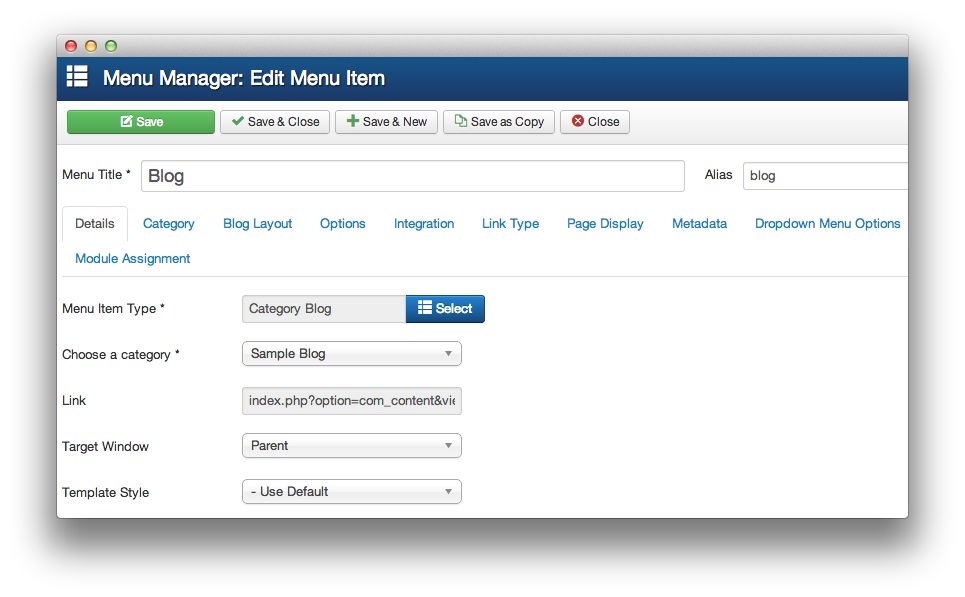 Menu Manager: Edit Menu Item
Save Save & Close Save & New Save as Copy Close
Menu Title * Blog Alias blog
Details Category Blog Layout Options Integration Link Type Page Display Metadata Dropdown Menu Options
Module Assignment
Menu Item Type * Category Blog Select
Choose a category * Sample Blog
Link index.php?option=com_content&vie
Target Window Parent
Template Style - Use Default